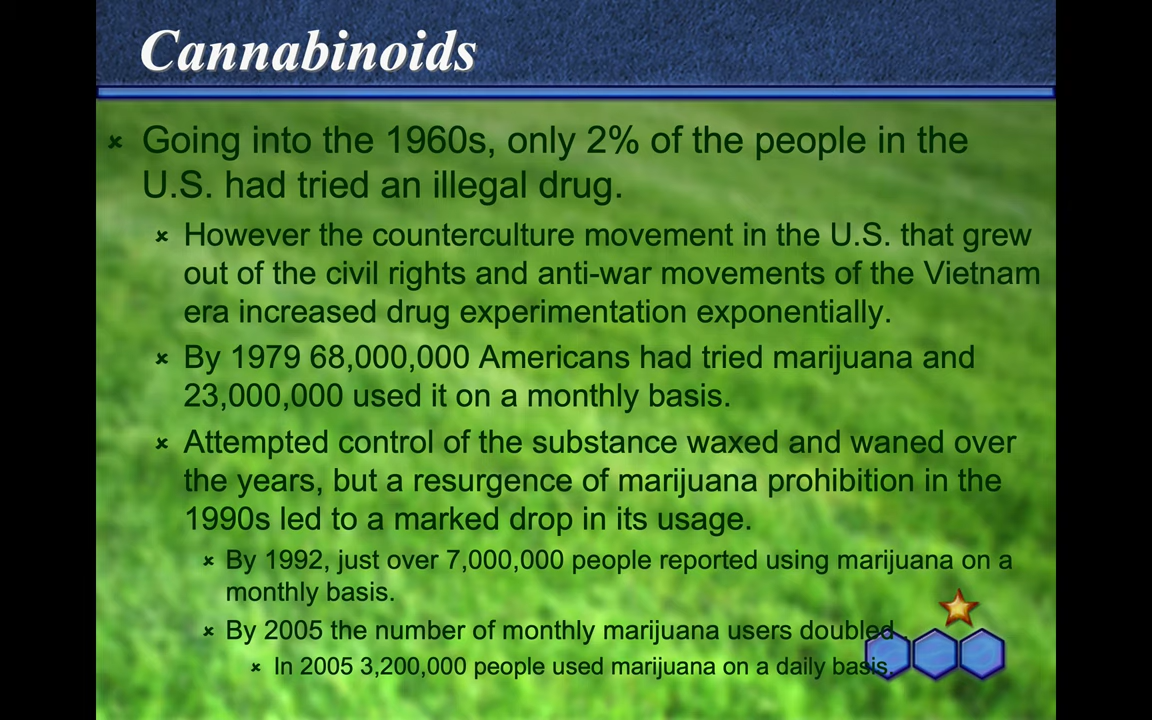 Cannabinoids
Going into the 1960s, only 2% of the people in the
U.S. had tried an illegal drug.
However the counterculture movement in the U.S. that grew
out of the civil rights and anti-war movements of the Vietnam
era increased drug experimentation exponentially.
By 1979 68,000,000 Americans had tried marijuana and
23,000,000 used it on a monthly basis.
Attempted control of the substance waxed and waned over
the years, but a resurgence of marijuana prohibition in the
1990s led to a marked drop in its usage.
By 1992, just over 7,000,000 people reported using marijuana on a
monthly basis.
By 2005 the number of monthly marijuana users doubled .
In 2005 3,200,000 people used marijuana on a daily basis.